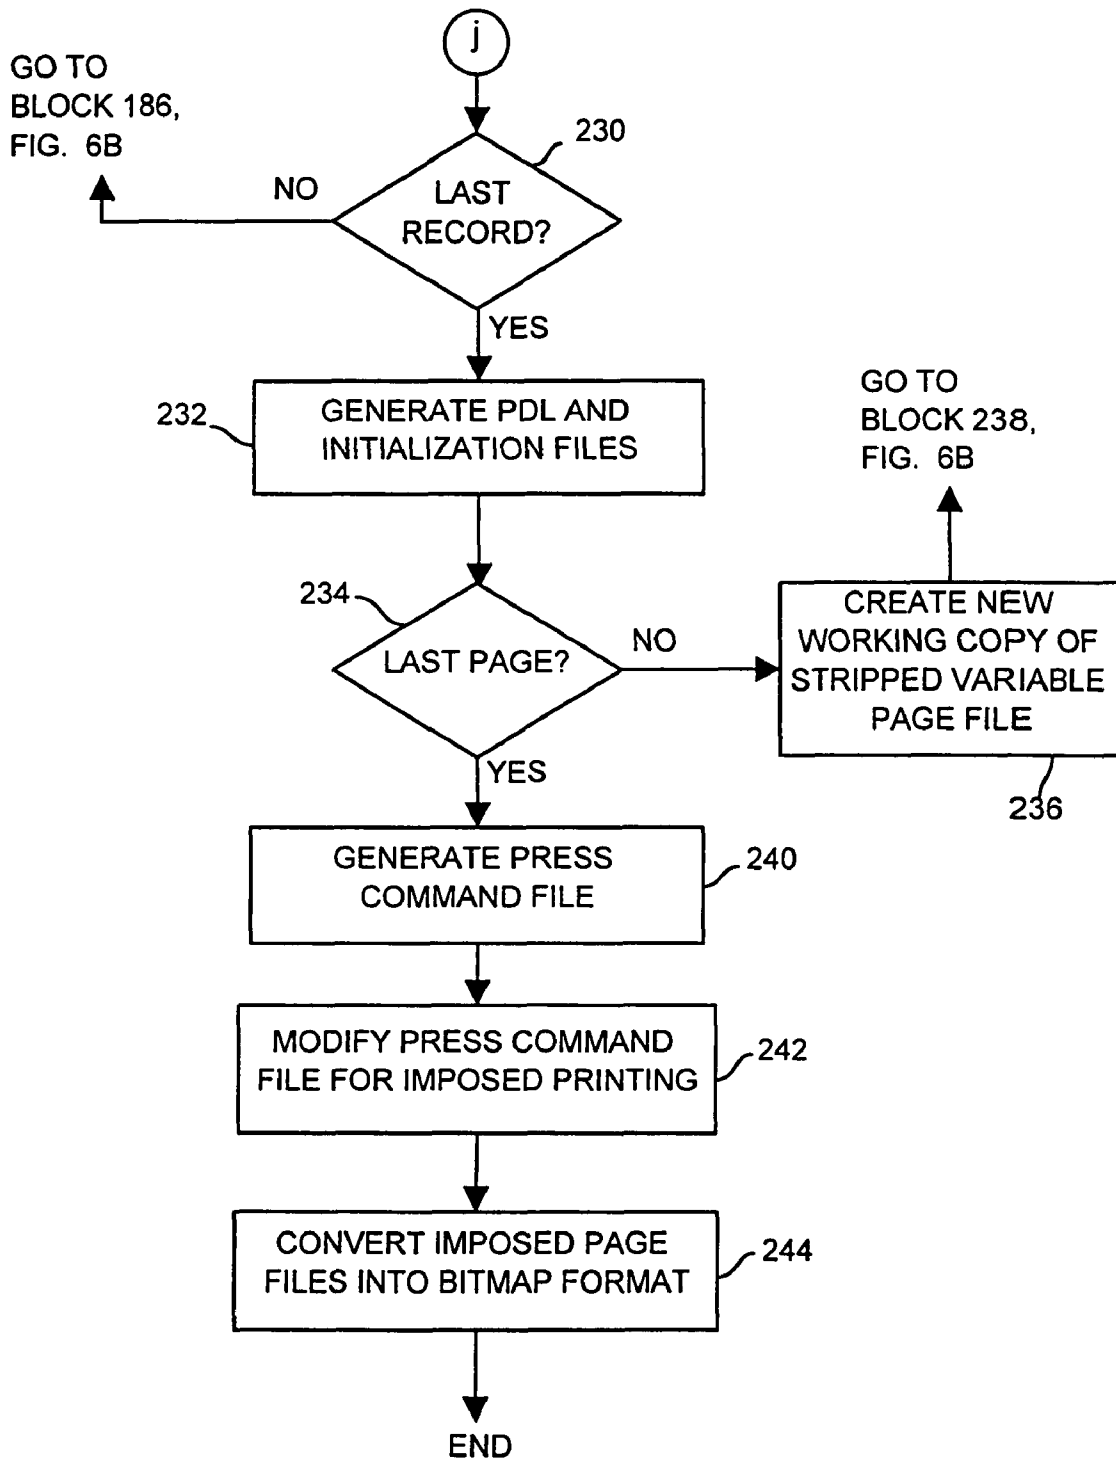 j
GO TO
BLOCK 186,
FIG. 6B
230
NO
LAST
RECORD?
YES
232
GENERATE PDL AND
INITIALIZATION FILES
GO TO
BLOCK 238,
FIG. 6B
234
LAST PAGE?
NO
CREATE NEW
WORKING COPY OF
STRIPPED VARIABLE
PAGE FILE
236
YES
GENERATE PRESS
COMMAND FILE
240
MODIFY PRESS COMMAND
FILE FOR IMPOSED PRINTING
242
CONVERT IMPOSED PAGE
FILES INTO BITMAP FORMAT
244
END